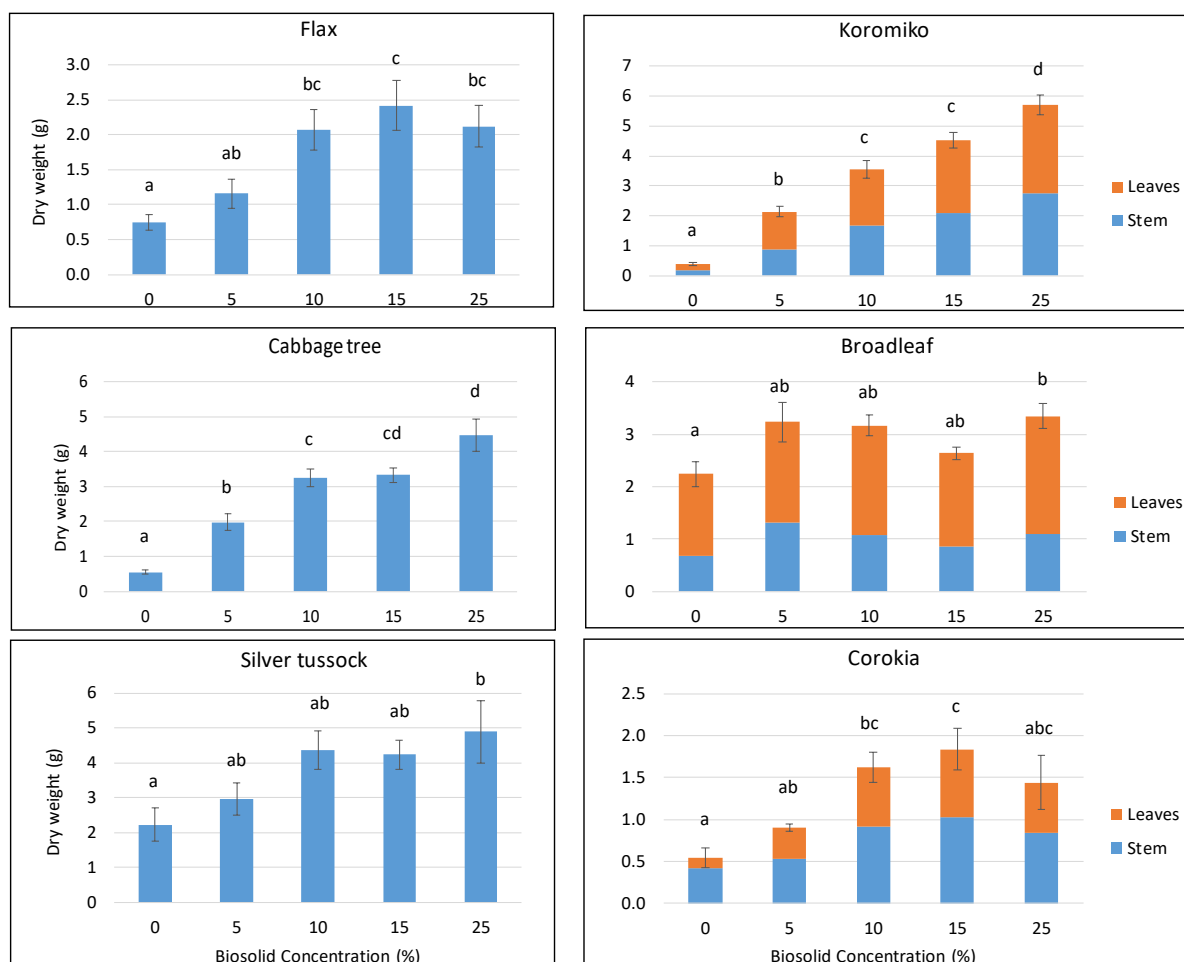 Flax
Dry weight (g)
3.0
2.5
2.0
1.5
1.0
0.5
0.0
a
ab
bc
c
bc
0 5 10 15 25
Koromiko
7
6
5
4
3
2
1
0
a
b
c
c
d
0 5 10 15 25
Leaves
Stem
Cabbage tree
Dry weight (g)
6
5
4
3
2
1
0
a
b
c
cd
d
0 5 10 15 25
Broadleaf
4
3
2
1
0
a
ab
ab
ab
b
0 5 10 15 25
Leaves
Stem
Silver tussock
Dry weight (g)
6
5
4
3
2
1
0
a
ab
ab
ab
b
0 5 10 15 25
Biosolid Concentration (%)
Corokia
2.5
2.0
1.5
1.0
0.5
0.0
a
ab
bc
c
abc
0 5 10 15 25
Leaves
Stem
Biosolid Concentration (%)